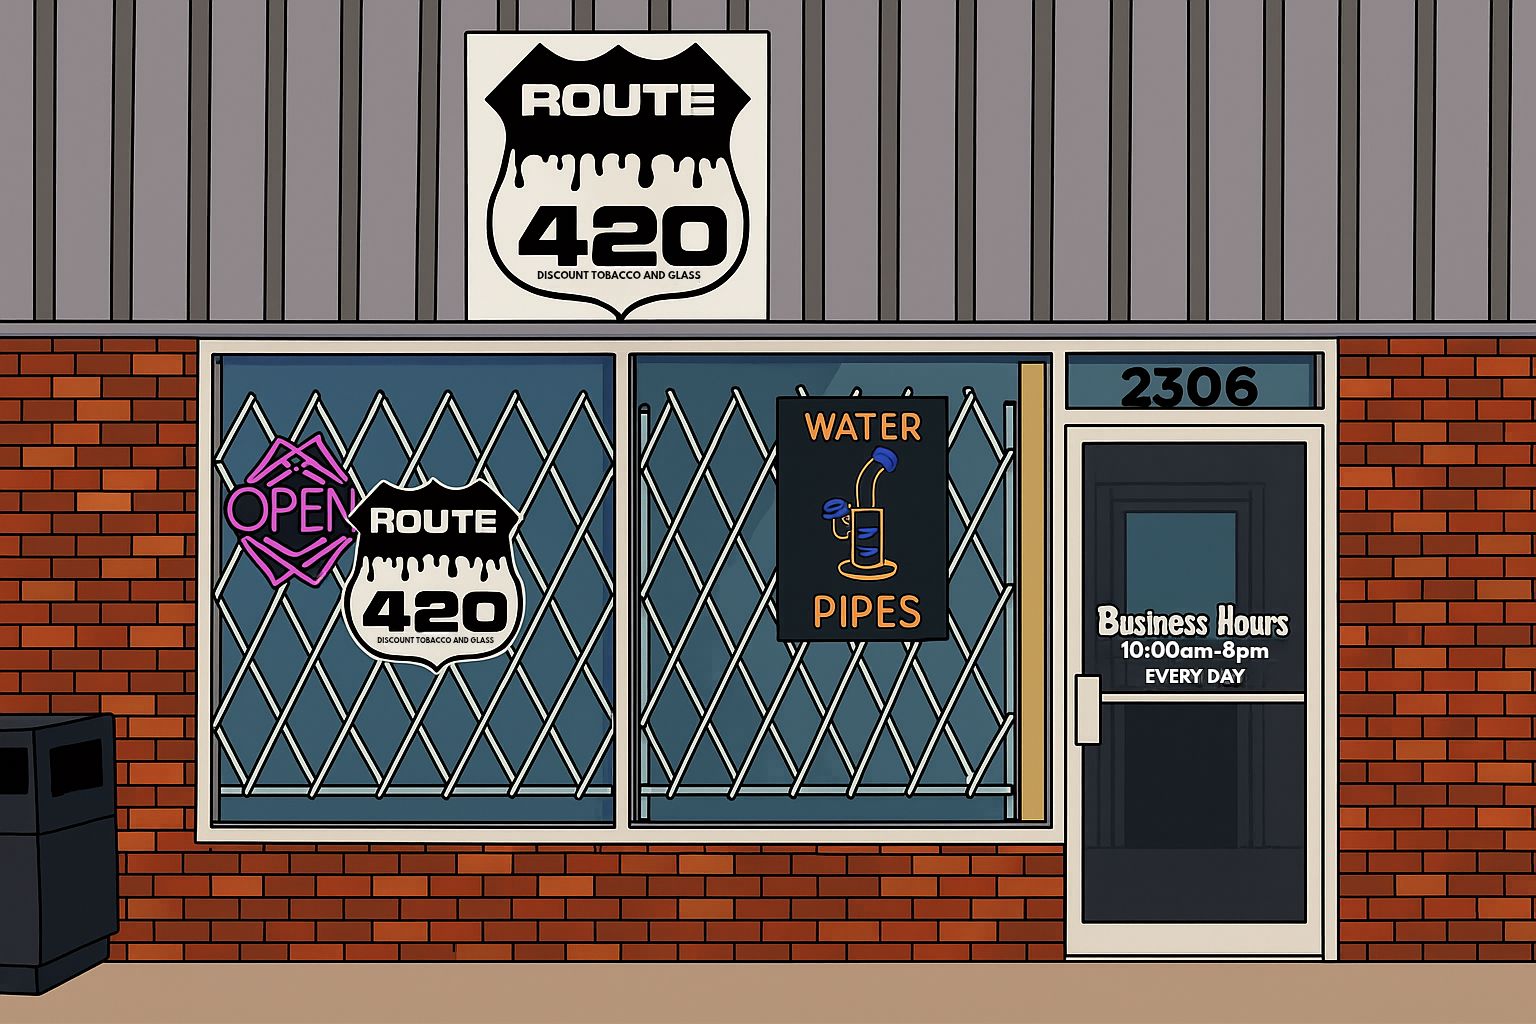 ROUTE
420
DISCOUNT TOBACCO AND GLASS
OPEN
ROUTE
420
DISCOUNT TOBACCO AND GLASS
WATER
PIPES
2306
Business Hours
10:00am-8pm
EVERY DAY